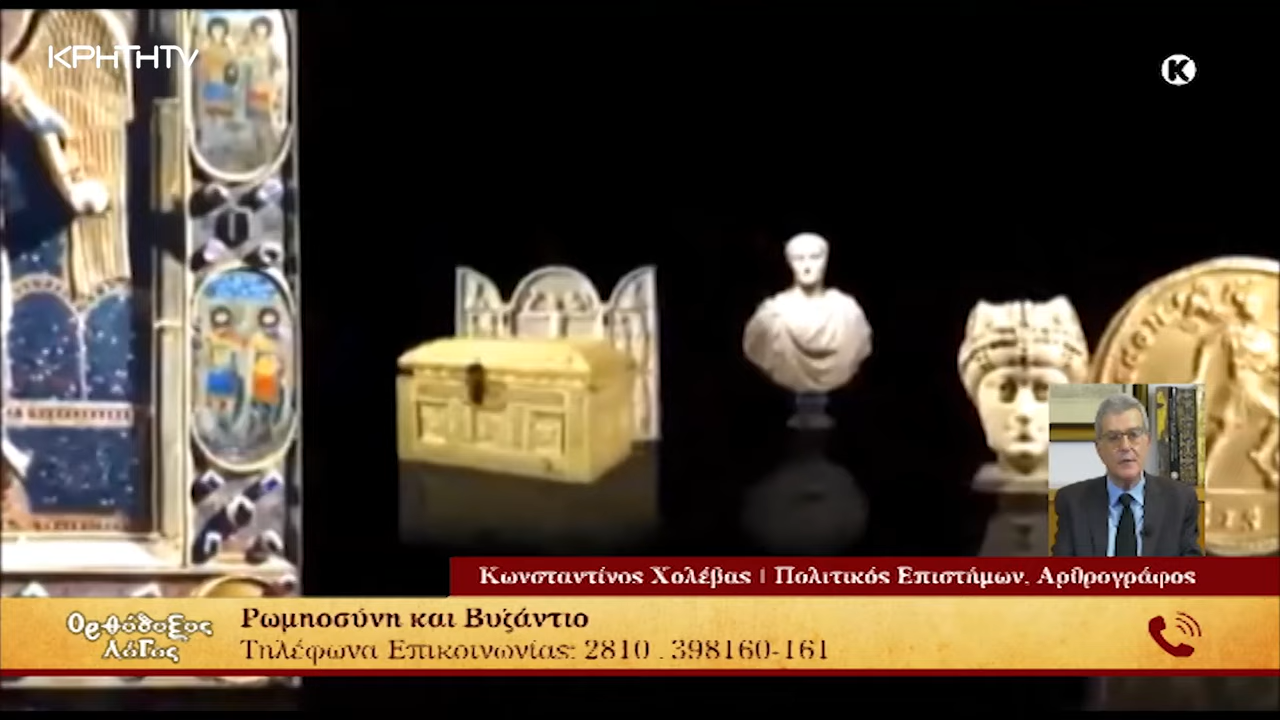 ΚΡΗΤΗTV
K
Κωνσταντίνος Χολέβας | Πολιτικός Επιστήμων, Αρθρογράφος
Ορθόδοξος
Λόγος
Ρωμηοσύνη και Βυζάντιο
Τηλέφωνα Επικοινωνίας: 2810 . 398160-161